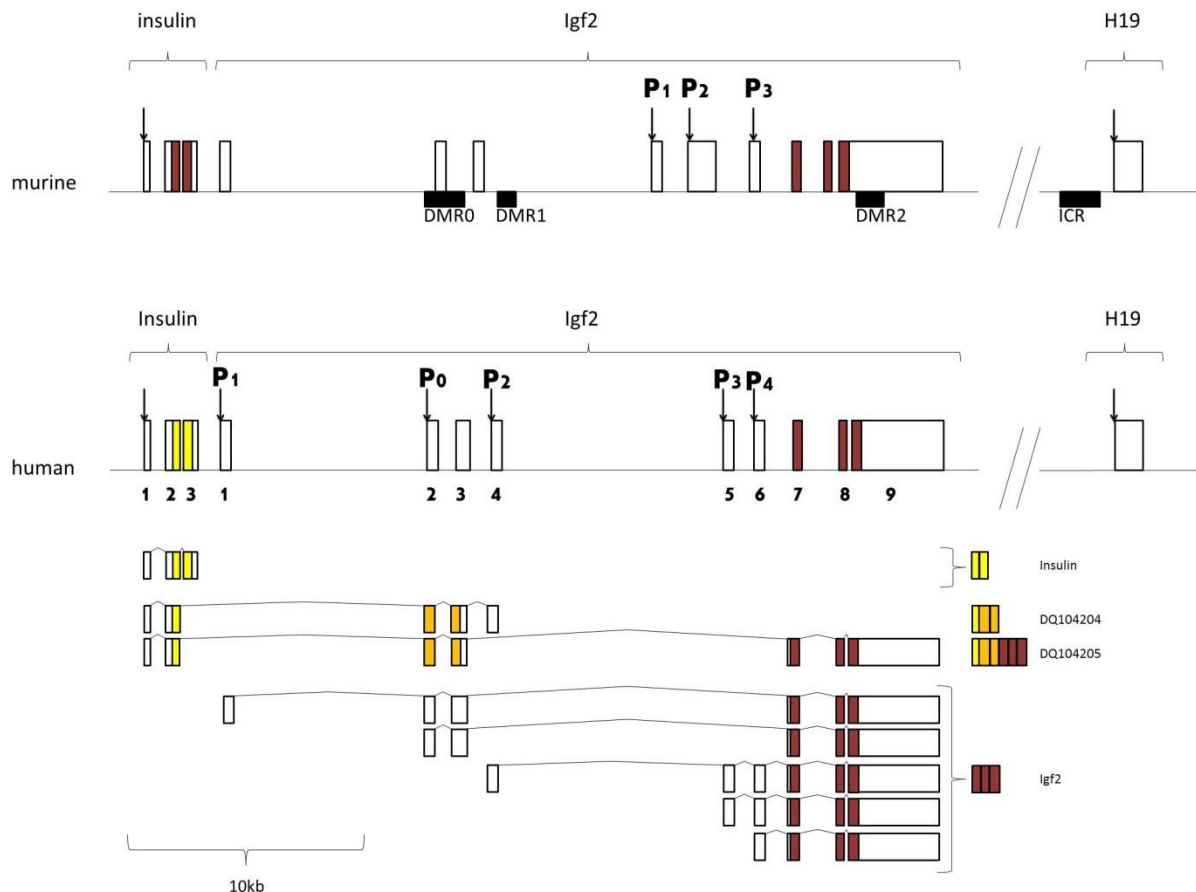 insulin Igf2 H19
P1 P2 P3
murine
DMR0 DMR1 DMR2 ICR
Insulin Igf2 H19
P1 P0 P2 P3 P4
human
1 2 3 1 2 3 4 5 6 7 8 9
Insulin
DQ104204
DQ104205
Igf2
10kb